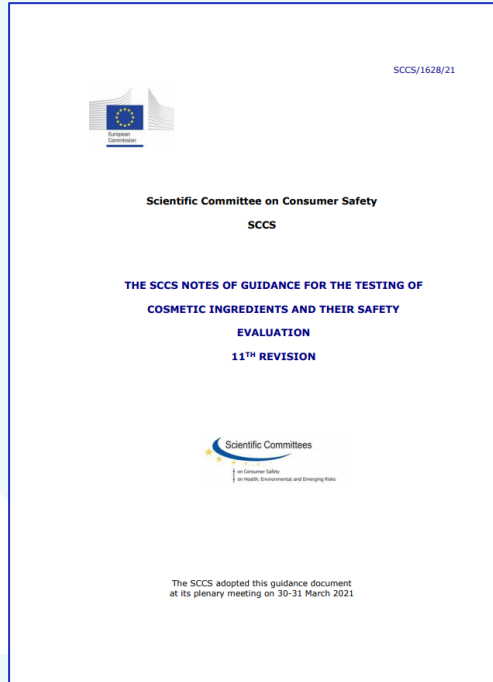 SCCS/1628/21
European
Commission
Scientific Committee on Consumer Safety
SCCS
THE SCCS NOTES OF GUIDANCE FOR THE TESTING OF
COSMETIC INGREDIENTS AND THEIR SAFETY
EVALUATION
11TH REVISION
Scientific Committees
on Consumer Safety
on Health, Environmental and Emerging Risks
The SCCS adopted this guidance document
at its plenary meeting on 30-31 March 2021